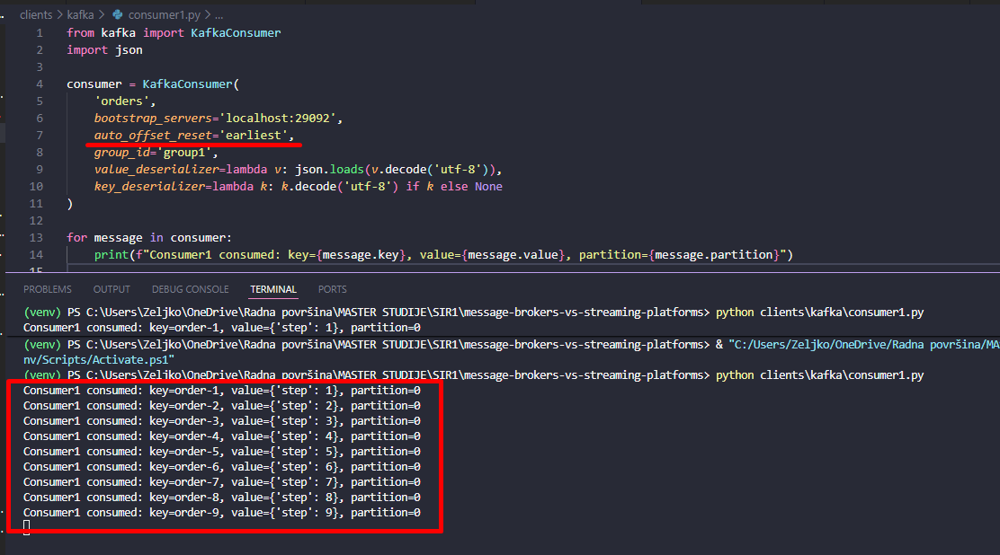 clients > kafka > consumer1.py > ...
1 from kafka import KafkaConsumer
2 import json
3
4 consumer = KafkaConsumer(
5 'orders',
6 bootstrap_servers='localhost:29092',
7 auto_offset_reset='earliest',
8 group_id='group1',
9 value_deserializer=lambda v: json.loads(v.decode('utf-8')),
10 key_deserializer=lambda k: k.decode('utf-8') if k else None
11 )
12
13 for message in consumer:
14 print(f"Consumer1 consumed: key={message.key}, value={message.value}, partition={message.partition}")
15
PROBLEMS OUTPUT DEBUG CONSOLE TERMINAL PORTS
(venv) PS C:\Users\Zeljko\OneDrive\Radna površina\MASTER STUDIJE\SIR1\message-brokers-vs-streaming-platforms> python clients\kafka\consumer1.py
Consumer1 consumed: key=order-1, value={'step': 1}, partition=0
(venv) PS C:\Users\Zeljko\OneDrive\Radna površina\MASTER STUDIJE\SIR1\message-brokers-vs-streaming-platforms> & "C:/Users/Zeljko/OneDrive/Radna površina/MA
nv/Scripts/Activate.ps1"
(venv) PS C:\Users\Zeljko\OneDrive\Radna površina\MASTER STUDIJE\SIR1\message-brokers-vs-streaming-platforms> python clients\kafka\consumer1.py
Consumer1 consumed: key=order-1, value={'step': 1}, partition=0
Consumer1 consumed: key=order-2, value={'step': 2}, partition=0
Consumer1 consumed: key=order-3, value={'step': 3}, partition=0
Consumer1 consumed: key=order-4, value={'step': 4}, partition=0
Consumer1 consumed: key=order-5, value={'step': 5}, partition=0
Consumer1 consumed: key=order-6, value={'step': 6}, partition=0
Consumer1 consumed: key=order-7, value={'step': 7}, partition=0
Consumer1 consumed: key=order-8, value={'step': 8}, partition=0
Consumer1 consumed: key=order-9, value={'step': 9}, partition=0